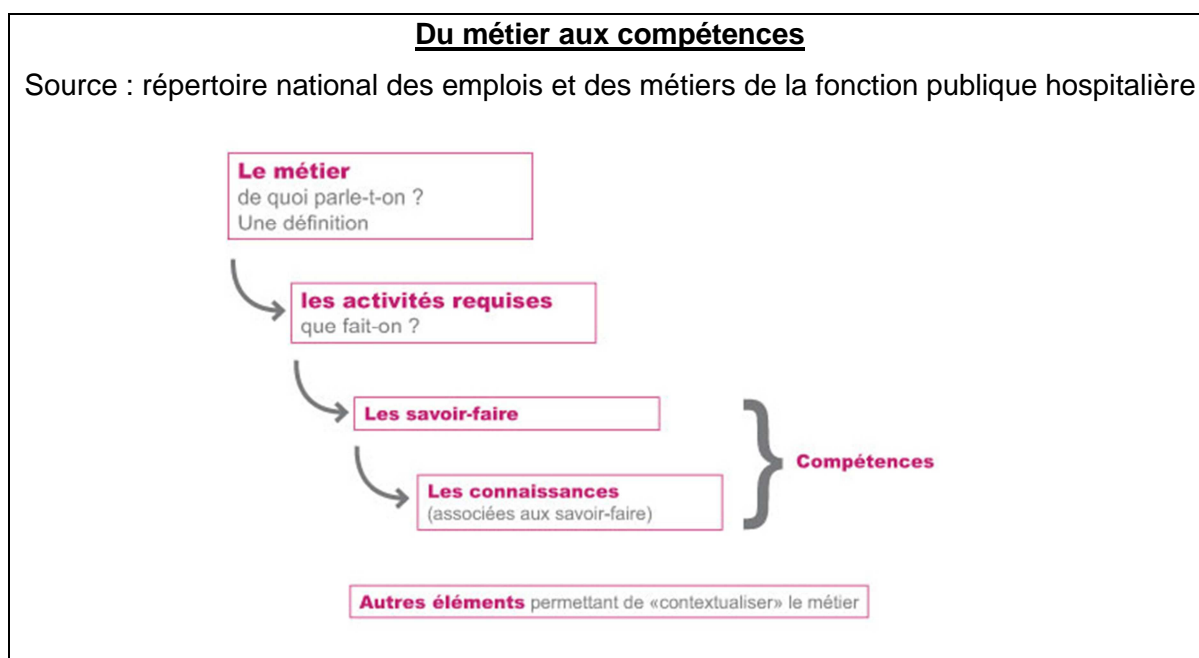 Du métier aux compétences
Source : répertoire national des emplois et des métiers de la fonction publique hospitalière
Le métier
de quoi parle-t-on ?
Une définition
les activités requises
que fait-on ?
Les savoir-faire
Compétences
Les connaissances
(associées aux savoir-faire)
Autres éléments permettant de «contextualiser» le métier